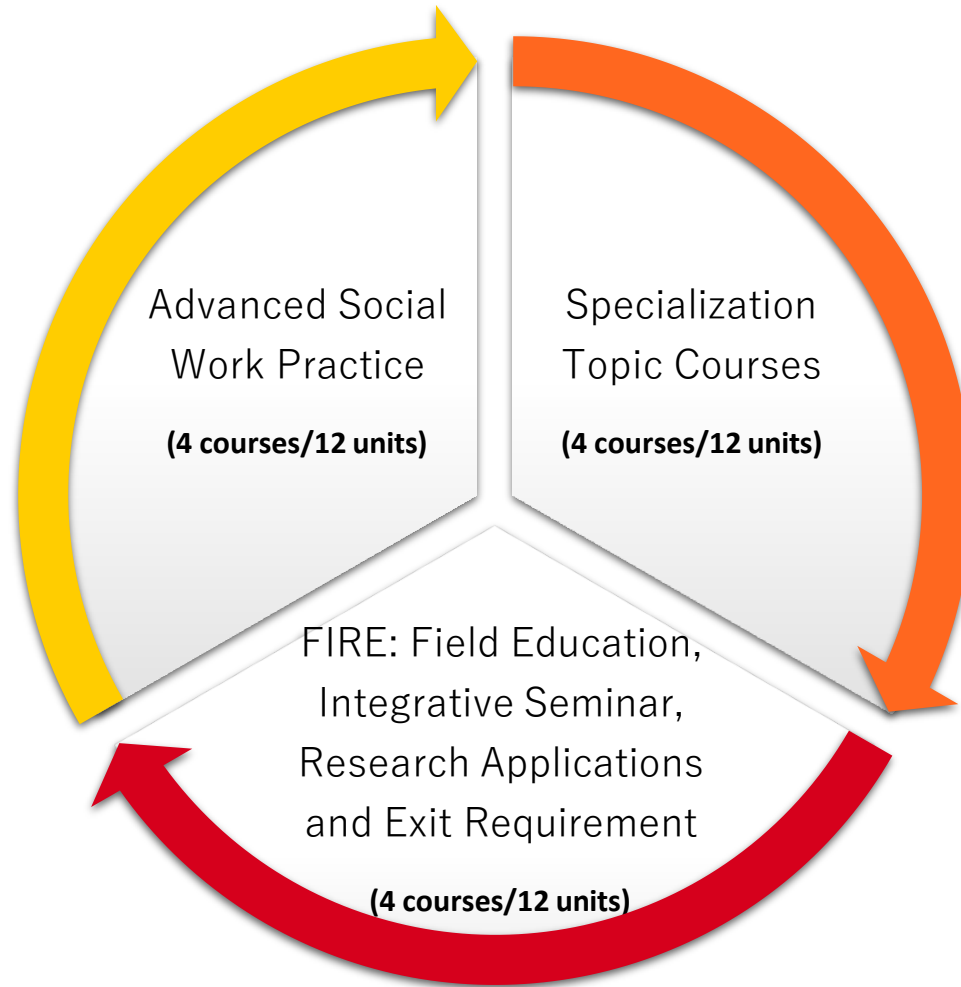 Advanced Social
Work Practice
(4 courses/12 units)
Specialization
Topic Courses
(4 courses/12 units)
FIRE: Field Education,
Integrative Seminar,
Research Applications
and Exit Requirement
(4 courses/12 units)